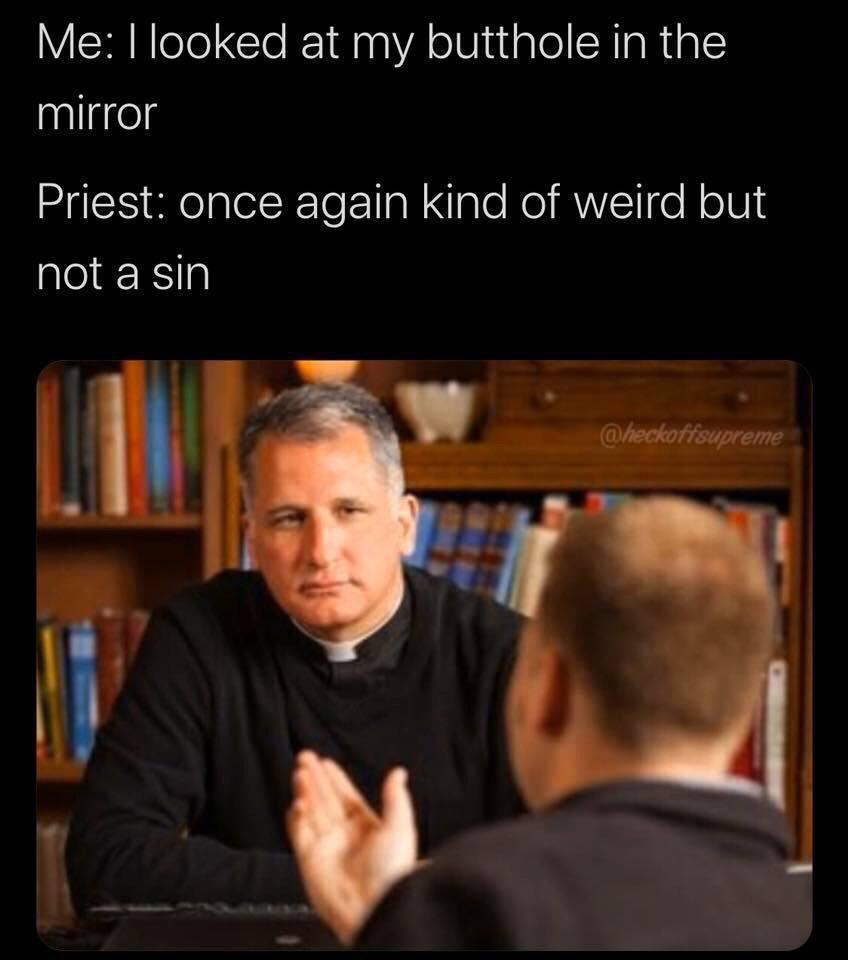 Me: I looked at my butthole in the
mirror
Priest: once again kind of weird but
not a sin
@heckoffsupreme